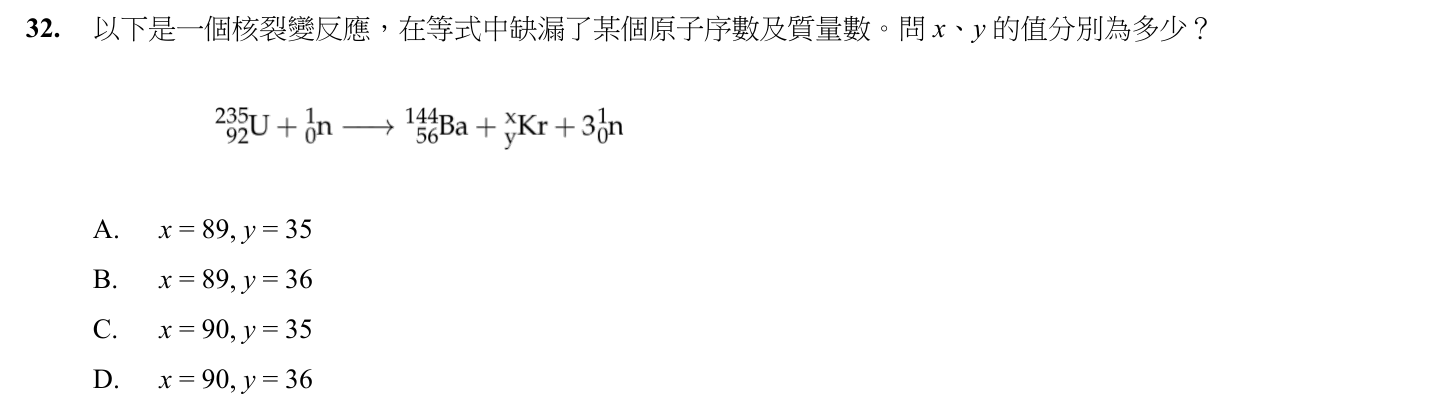 32. 以下是一個核裂變反應，在等式中缺漏了某個原子序數及質量數。問 x、y 的值分別為多少？
²³⁵₉₂U + ¹₀n ⟶ ¹⁴⁴₅₆Ba + ˣᵧKr + 3¹₀n
A. x = 89, y = 35
B. x = 89, y = 36
C. x = 90, y = 35
D. x = 90, y = 36